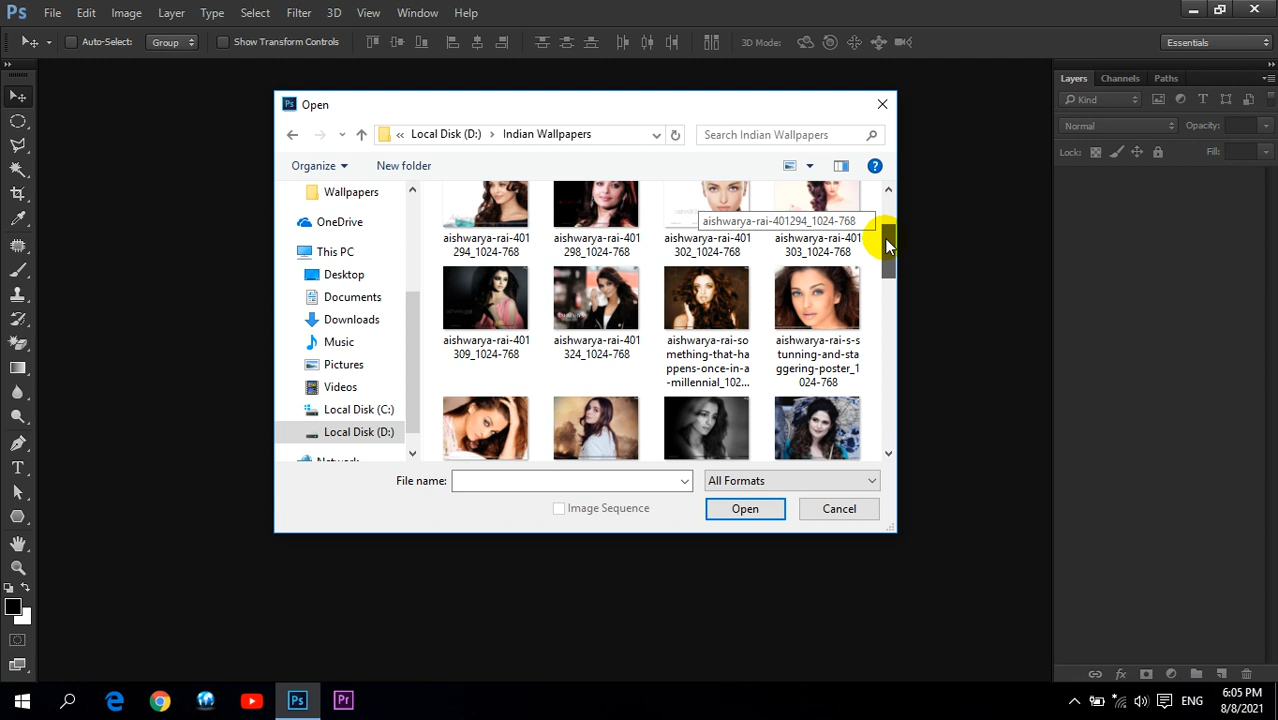 Ps File Edit Image Layer Type Select Filter 3D View Window Help
Auto-Select: Group Show Transform Controls 3D Mode: Essentials
Layers Channels Paths
Kind
Normal Opacity:
Lock: Fill:
Ps Open
« Local Disk (D:) Indian Wallpapers Search Indian Wallpapers
Organize New folder
Wallpapers
OneDrive
This PC
Desktop
Documents
Downloads
Music
Pictures
Videos
Local Disk (C:)
Local Disk (D:)
aishwarya-rai-401294_1024-768
aishwarya-rai-401 aishwarya-rai-401 aishwarya-rai-401 aishwarya-rai-401
294_1024-768 298_1024-768 302_1024-768 303_1024-768
aishwarya-rai-401 aishwarya-rai-401 aishwarya-rai-so aishwarya-rai-s-s
309_1024-768 324_1024-768 mething-that-ha tunning-and-sta
ppens-once-in-a ggering-poster_1
-millennial_102... 024-768
File name: All Formats
Image Sequence Open Cancel
Ps Pr ENG
6:05 PM
8/8/2021